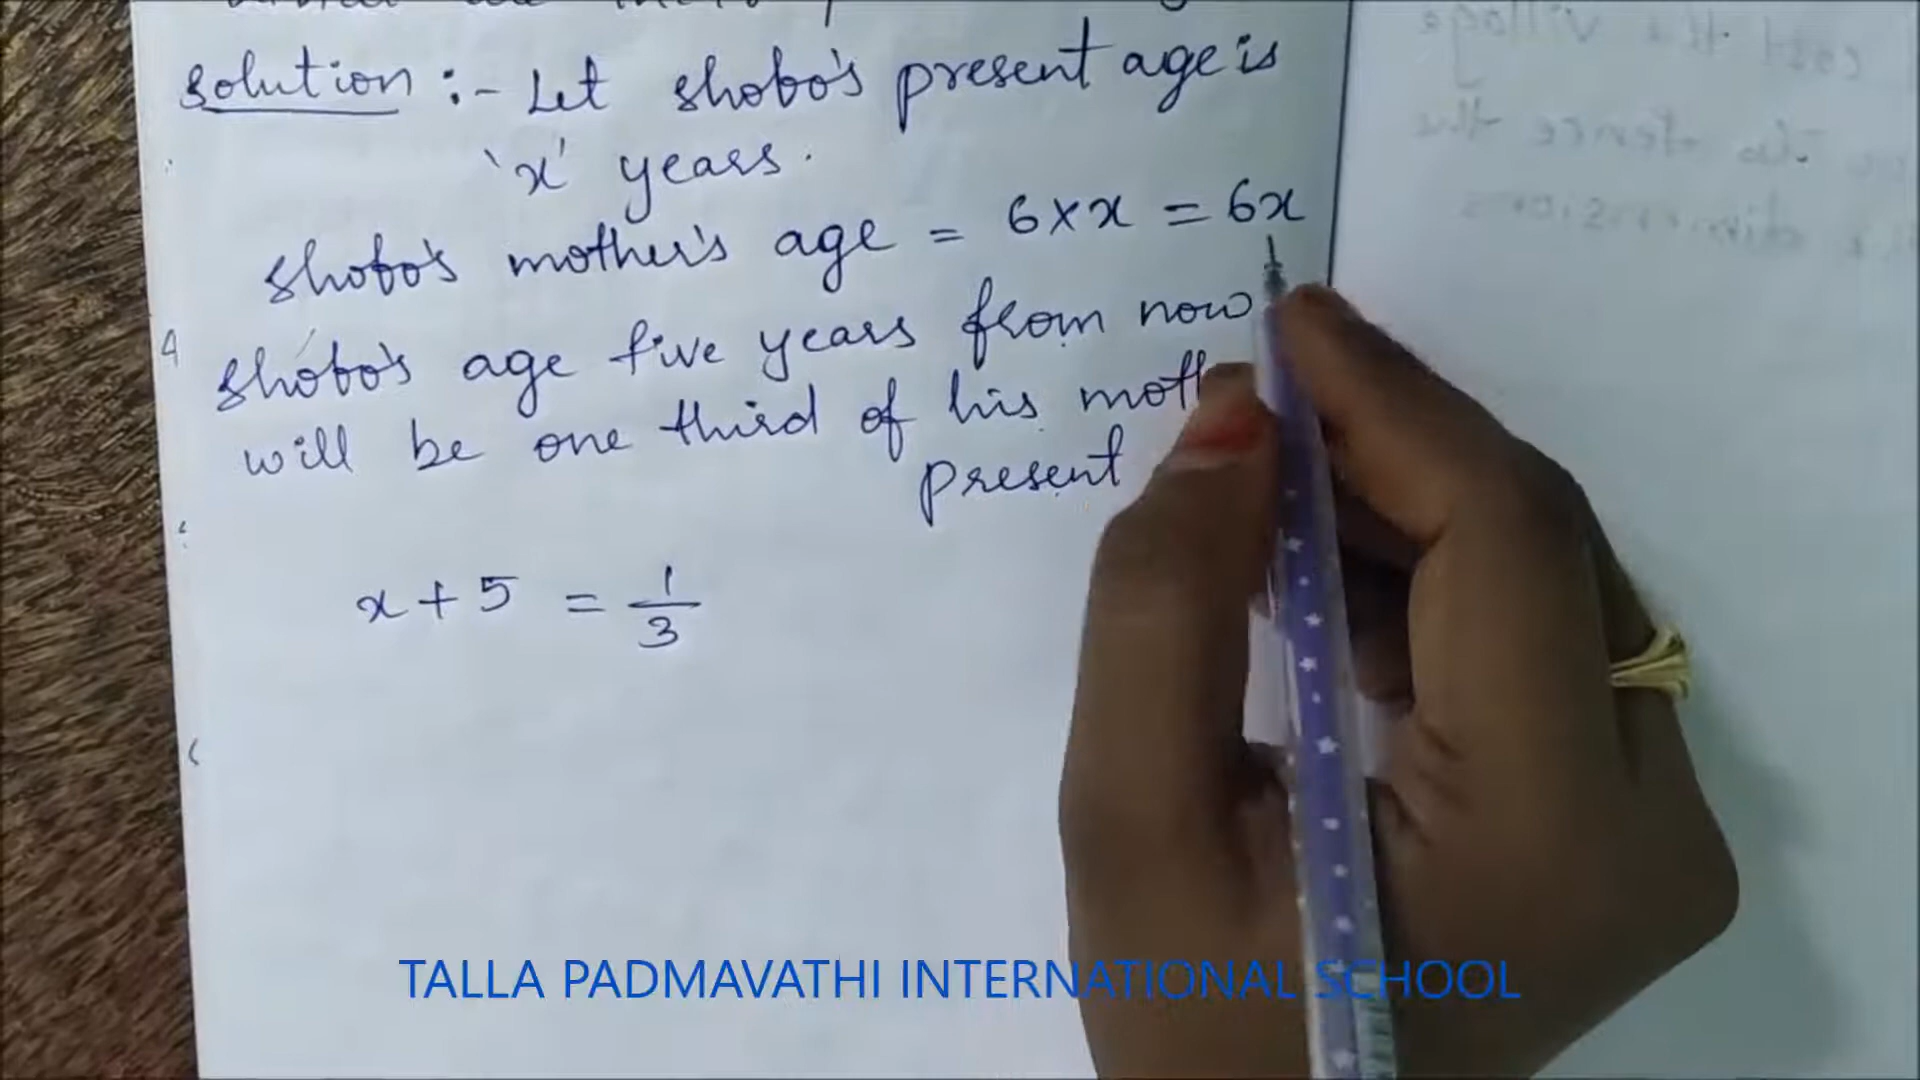 solution :- Let shobo's present age is
'x' years.
shobo's mother's age = 6 × x = 6x
shobo's age five years from now
will be one third of his
present
x + 5 = 1/3
TALLA PADMAVATHI INTERNATIONAL SCHOOL